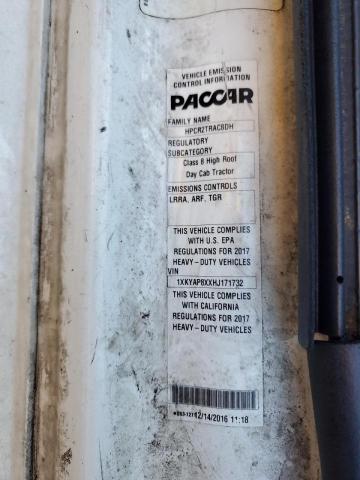 VEHICLE EMISSION
CONTROL INFORMATION
PACCAR
FAMILY NAME
HPCR2TRAC8DH
REGULATORY
SUBCATEGORY
Class 8 High Roof
Day Cab Tractor
EMISSIONS CONTROLS
LRRA, ARF, TGR
THIS VEHICLE COMPLIES
WITH U.S. EPA
REGULATIONS FOR 2017
HEAVY-DUTY VEHICLES
VIN
1XKYAP8XXHJ171732
THIS VEHICLE COMPLIES
WITH CALIFORNIA
REGULATIONS FOR 2017
HEAVY-DUTY VEHICLES
12/14/2016 11:18